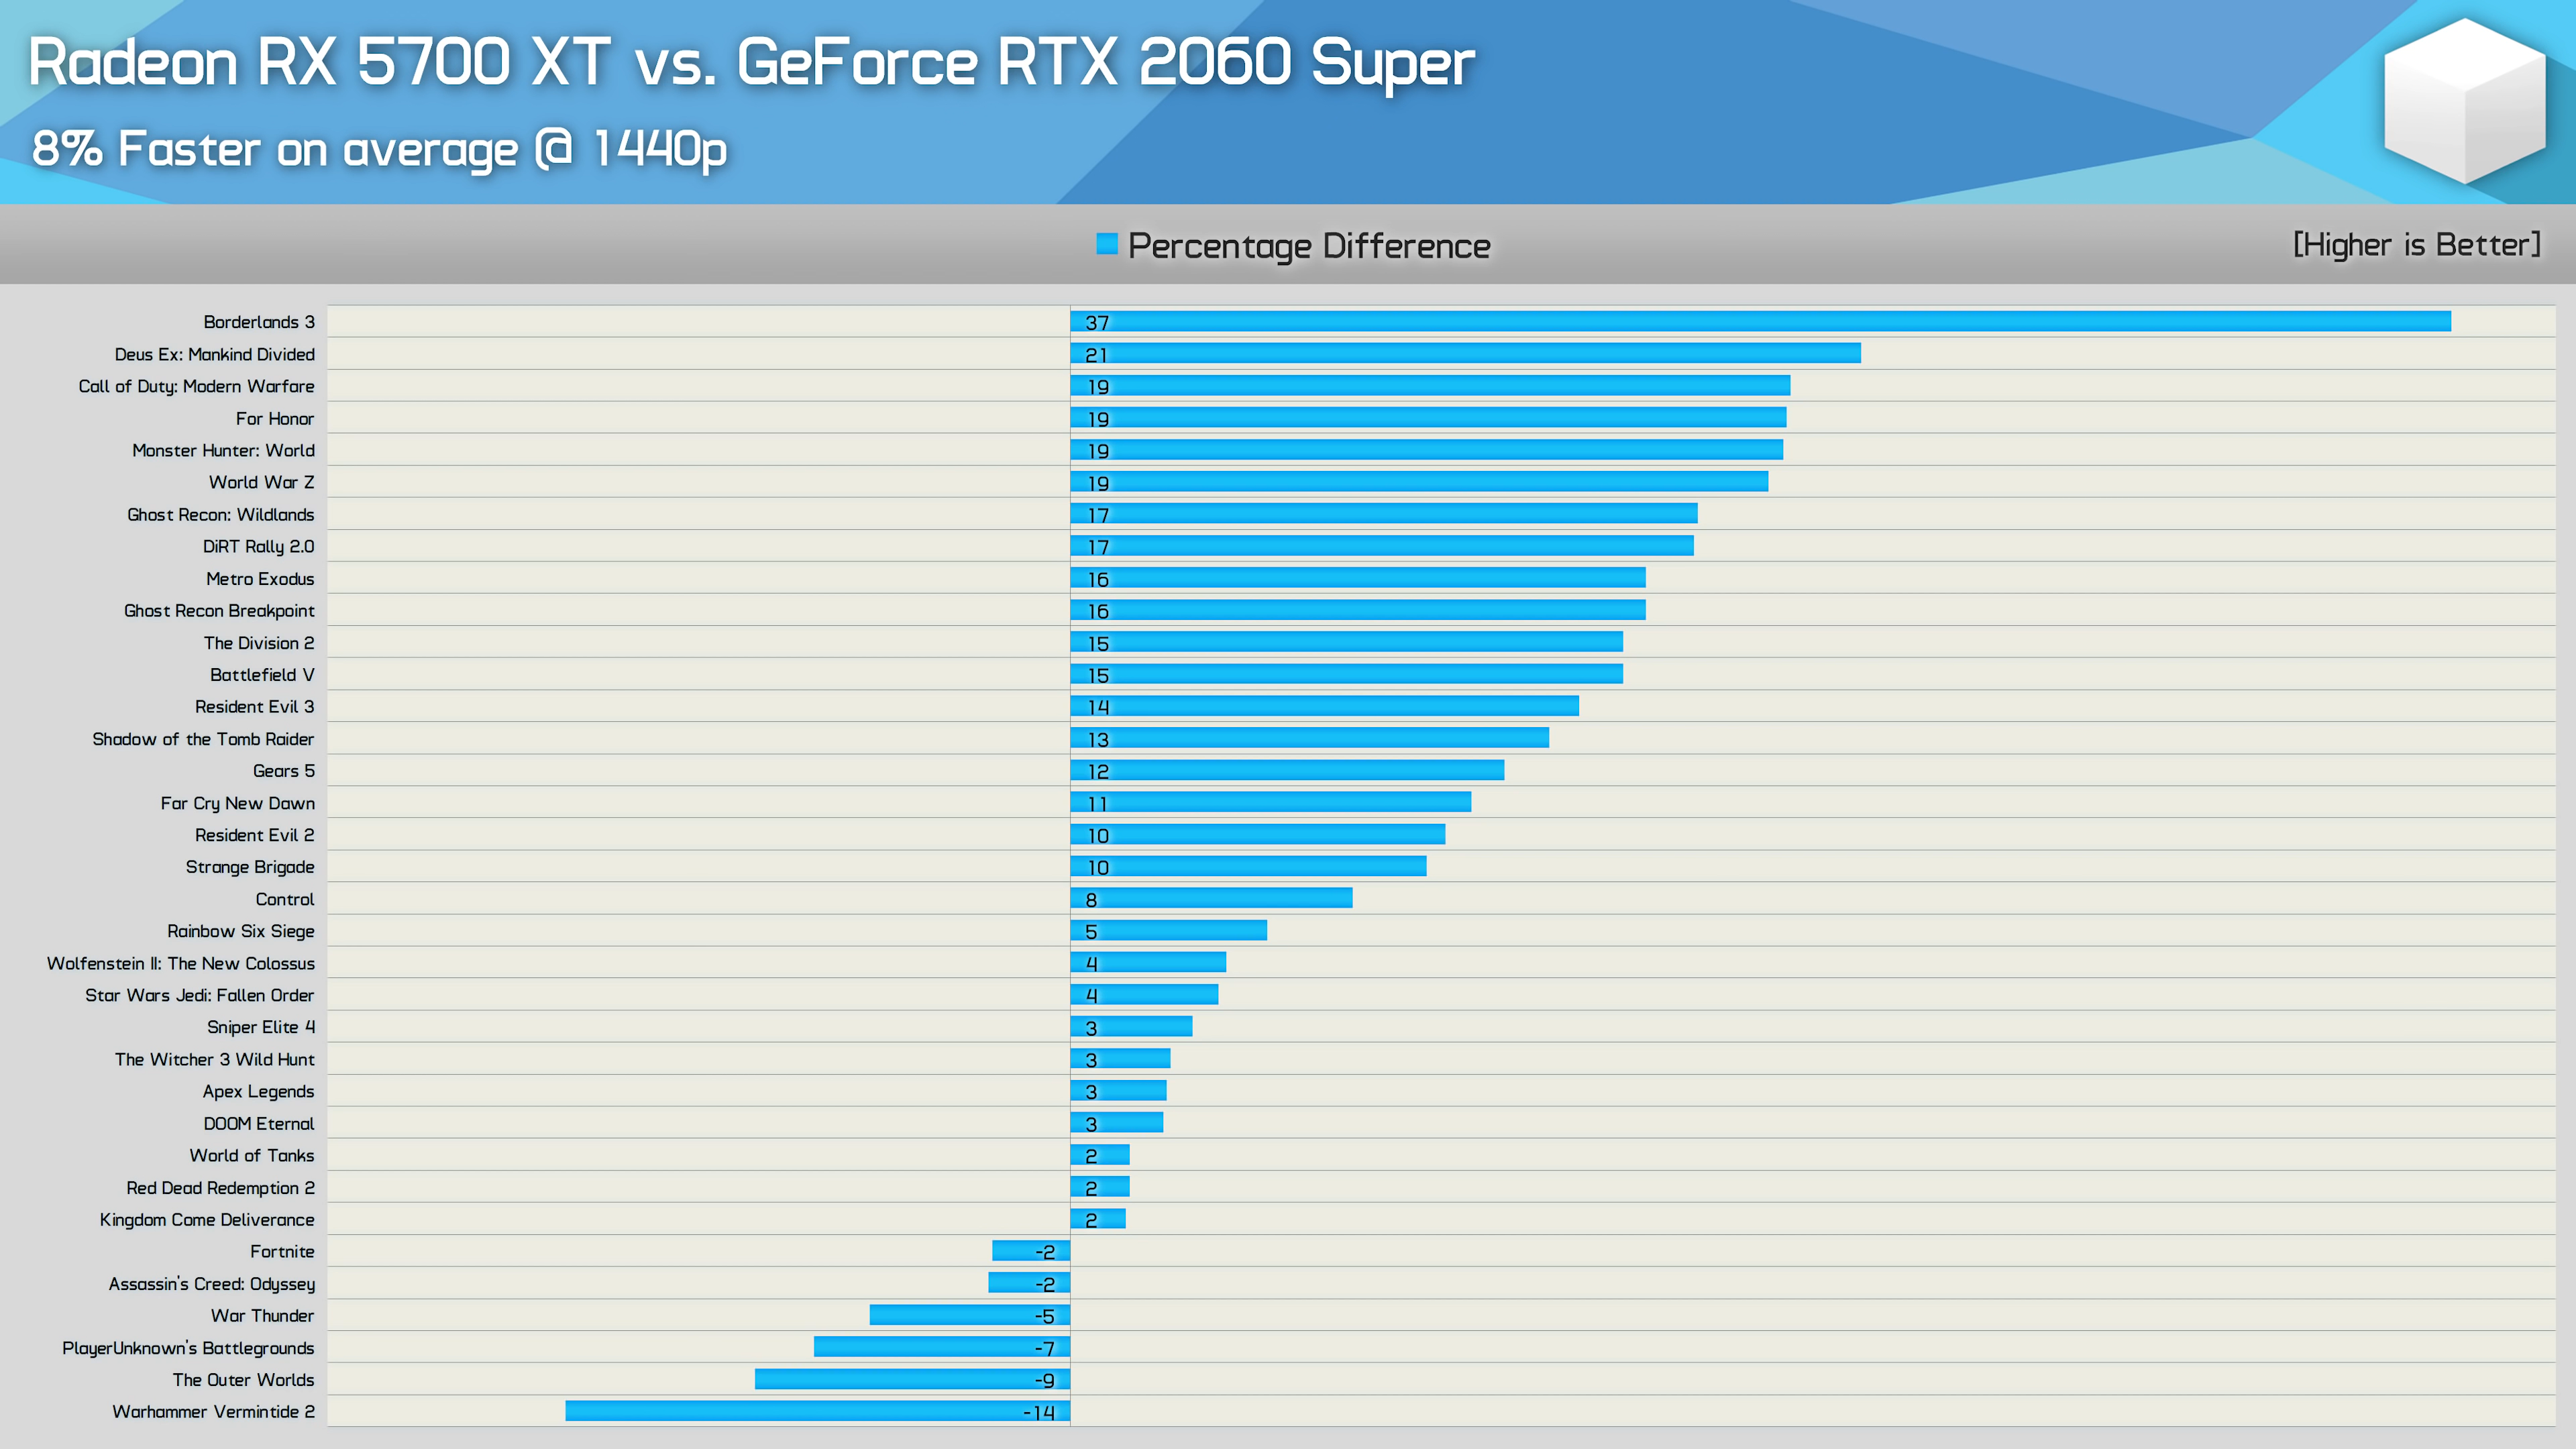 Radeon RX 5700 XT vs. GeForce RTX 2060 Super
8% Faster on average @ 1440p
Percentage Difference
[Higher is Better]
Borderlands 3 37
Deus Ex: Mankind Divided 21
Call of Duty: Modern Warfare 19
For Honor 19
Monster Hunter: World 19
World War Z 19
Ghost Recon: Wildlands 17
DiRT Rally 2.0 17
Metro Exodus 16
Ghost Recon Breakpoint 16
The Division 2 15
Battlefield V 15
Resident Evil 3 14
Shadow of the Tomb Raider 13
Gears 5 12
Far Cry New Dawn 11
Resident Evil 2 10
Strange Brigade 10
Control 8
Rainbow Six Siege 5
Wolfenstein II: The New Colossus 4
Star Wars Jedi: Fallen Order 4
Sniper Elite 4 3
The Witcher 3 Wild Hunt 3
Apex Legends 3
DOOM Eternal 3
World of Tanks 2
Red Dead Redemption 2 2
Kingdom Come Deliverance 2
Fortnite -2
Assassin's Creed: Odyssey -2
War Thunder -5
PlayerUnknown's Battlegrounds -7
The Outer Worlds -9
Warhammer Vermintide 2 -14